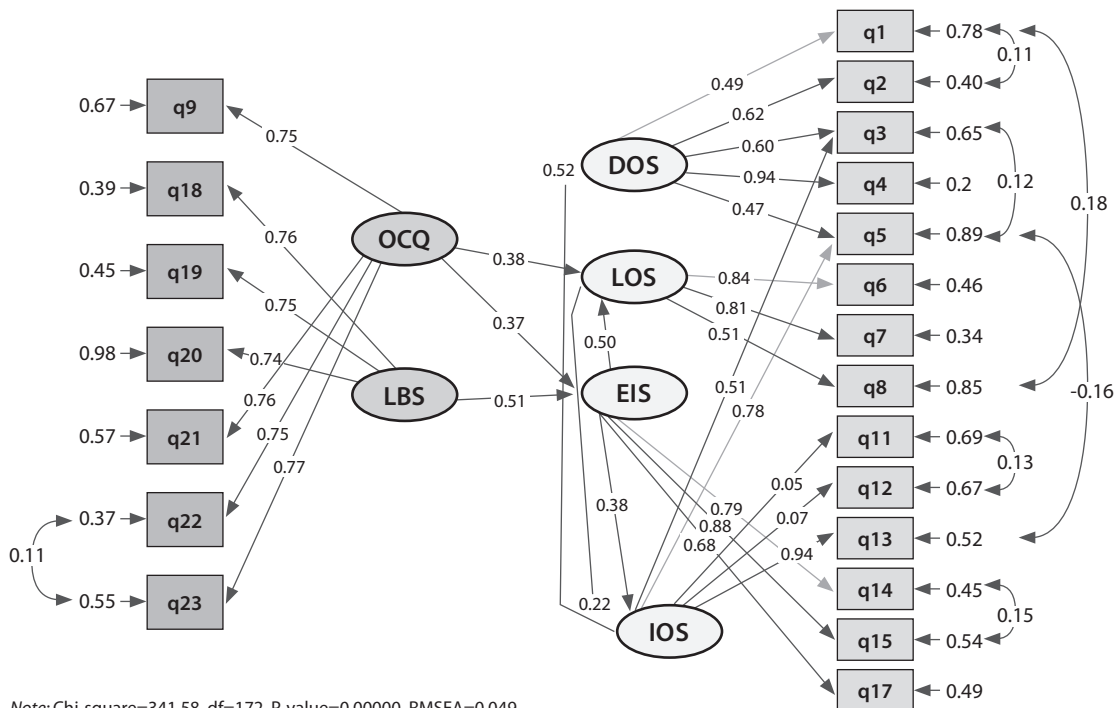 q9
q18
q19
q20
q21
q22
q23
0.67
0.39
0.45
0.98
0.57
0.37
0.55
0.11
OCQ
LBS
0.75
0.76
0.75
0.74
0.76
0.75
0.77
0.38
0.37
0.51
DOS
LOS
EIS
IOS
0.52
0.50
0.38
0.22
0.49
0.62
0.60
0.94
0.47
0.84
0.81
0.51
0.51
0.78
0.05
0.07
0.94
0.79
0.88
0.68
q1
q2
q3
q4
q5
q6
q7
q8
q11
q12
q13
q14
q15
q17
0.78
0.40
0.65
0.2
0.89
0.46
0.34
0.85
0.69
0.67
0.52
0.45
0.54
0.49
0.11
0.12
0.18
-0.16
0.13
0.15
Note: Chi-square=341.58, df=172, P-value=0.00000, RMSEA=0.049